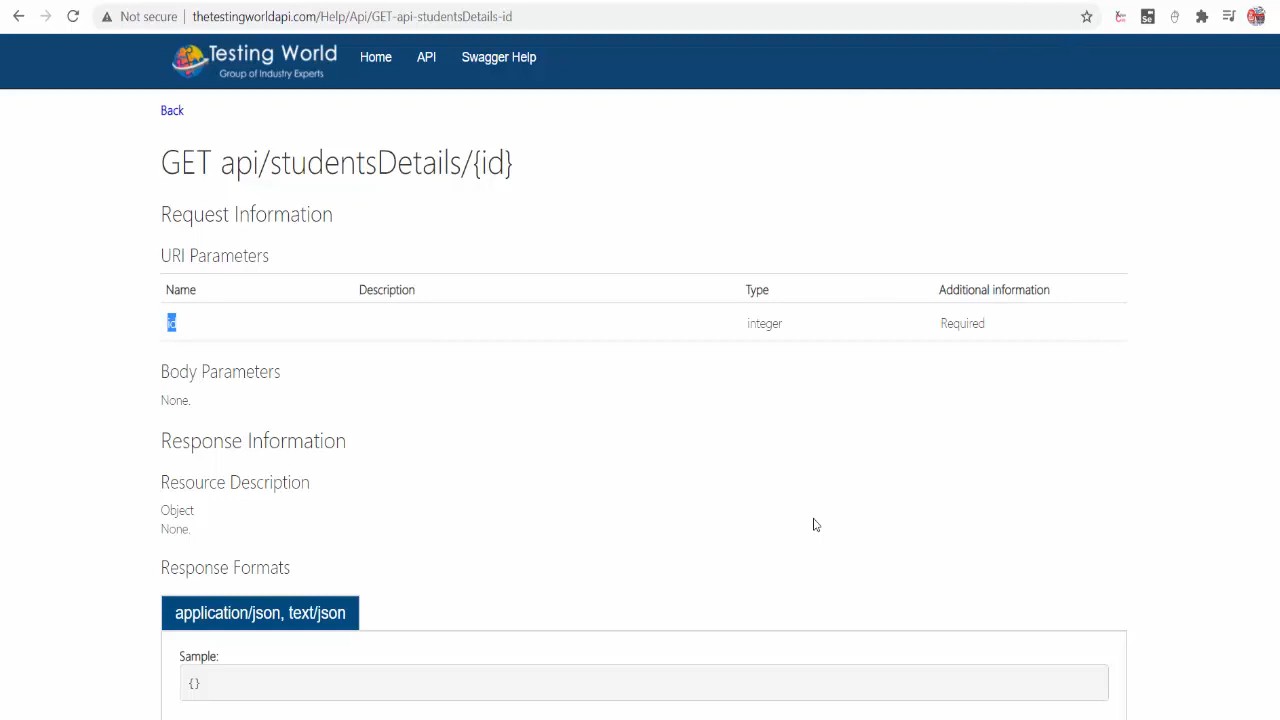 Not secure | thetestingworldapi.com/Help/Api/GET-api-studentsDetails-id
Testing World
Group of Industry Experts
Home API Swagger Help
Back
GET api/studentsDetails/{id}
Request Information
URI Parameters
Name Description Type Additional information
id integer Required
Body Parameters
None.
Response Information
Resource Description
Object
None.
Response Formats
application/json, text/json
Sample:
{}